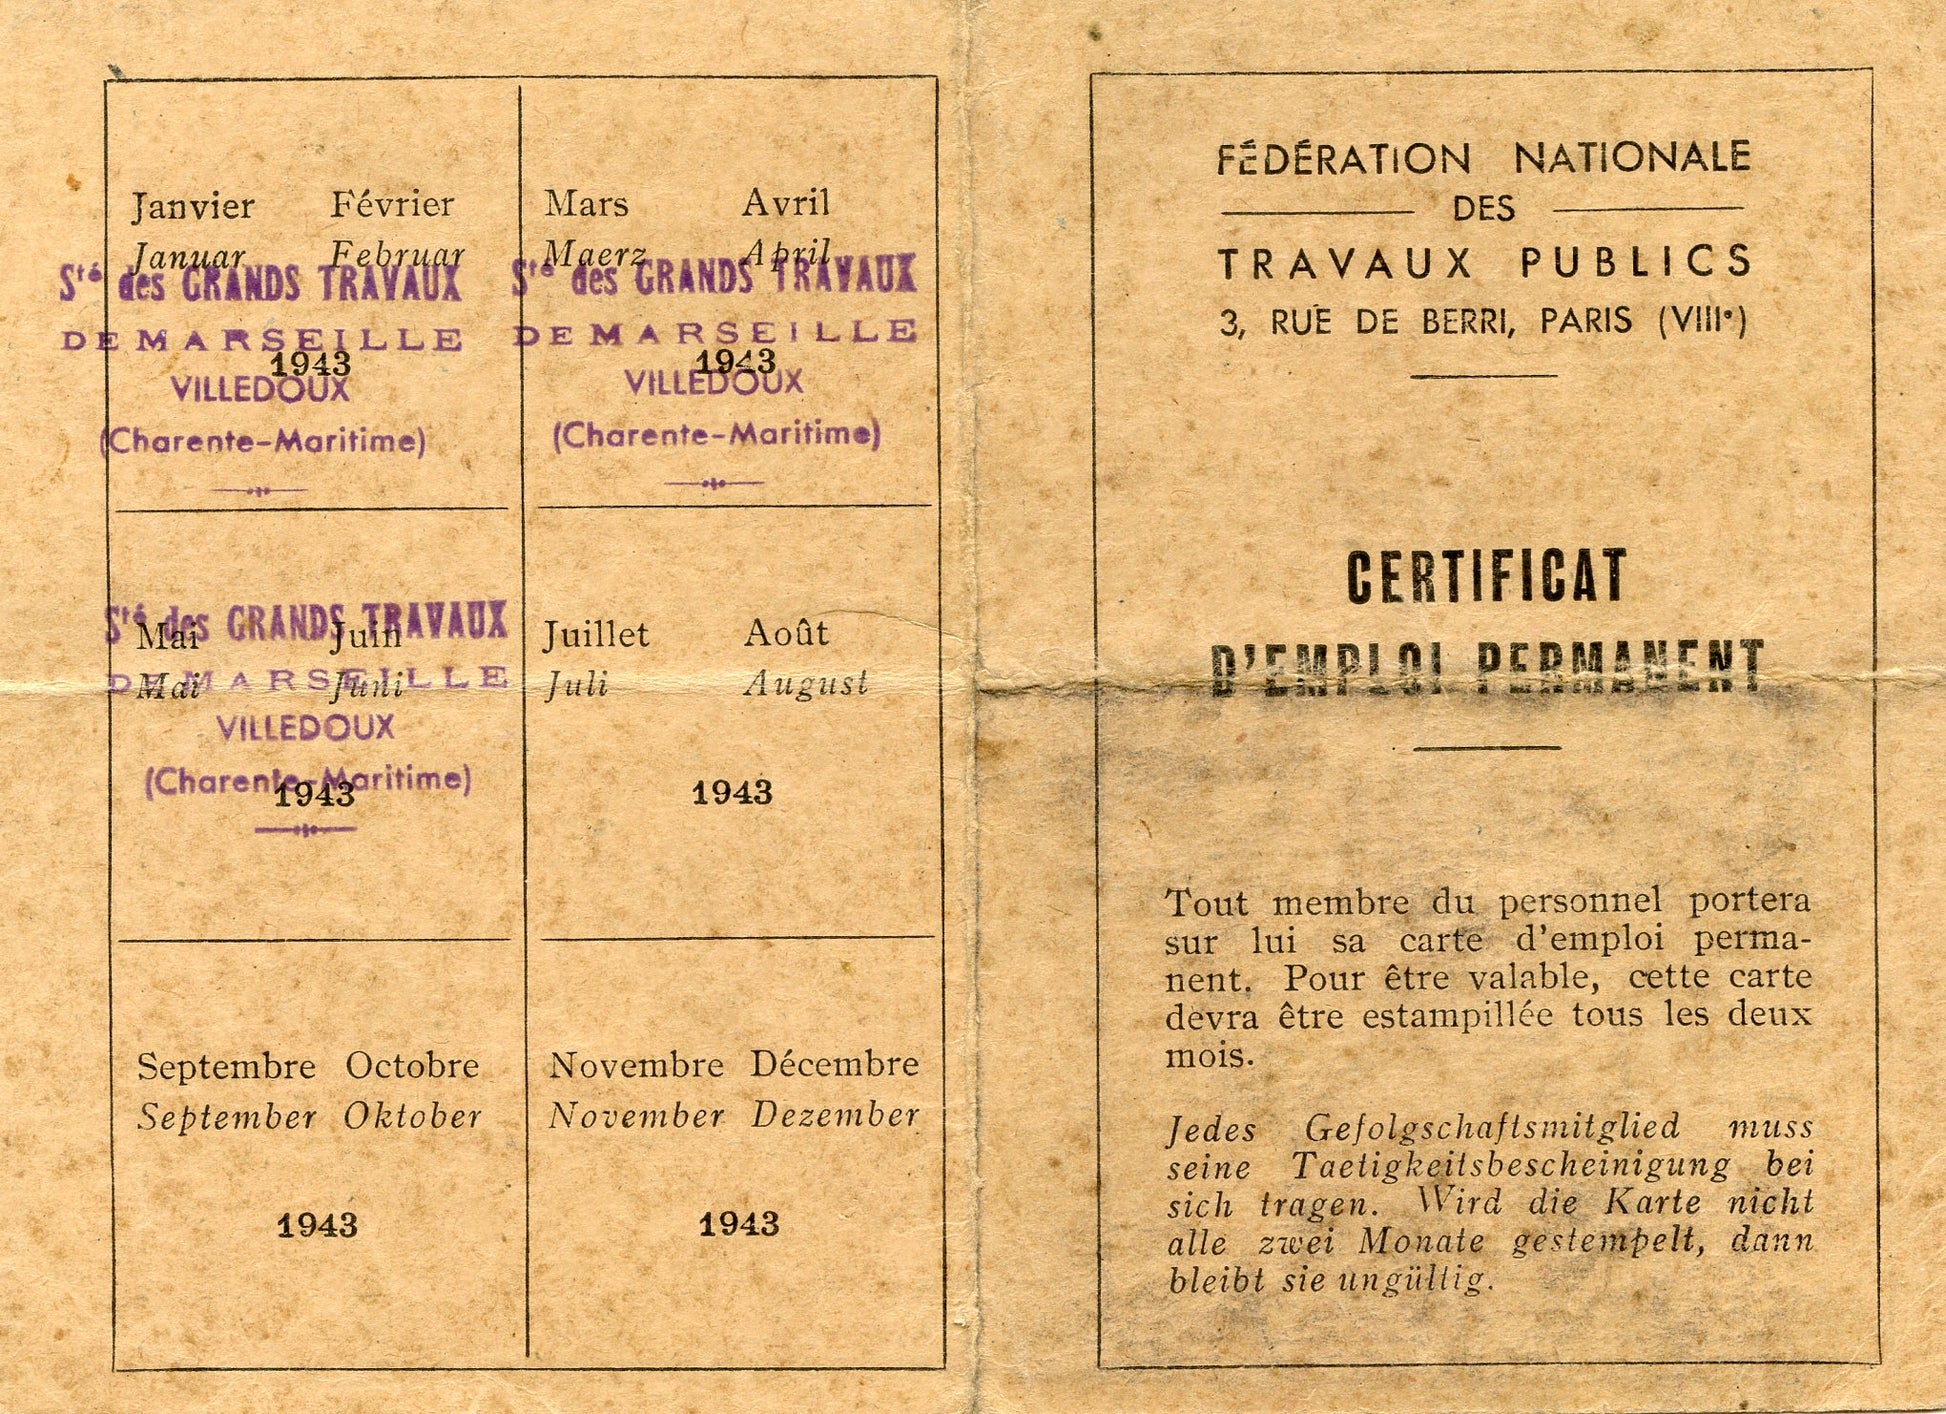 Janvier Février
Januar Februar
Sté des GRANDS TRAVAUX
DE MARSEILLE
1943
VILLEDOUX
(Charente-Maritime)
Mars Avril
Maerz April
Sté des GRANDS TRAVAUX
DE MARSEILLE
1943
VILLEDOUX
(Charente-Maritime)
Sté des GRANDS TRAVAUX
Mai Juin
DE MARSEILLE
Mai Juni
VILLEDOUX
(Charente-Maritime)
1943
Juillet Août
Juli August
1943
Septembre Octobre
September Oktober
1943
Novembre Décembre
November Dezember
1943
FÉDÉRATION NATIONALE
DES
TRAVAUX PUBLICS
3, RUE DE BERRI, PARIS (VIIIe)
CERTIFICAT
D'EMPLOI PERMANENT
Tout membre du personnel portera
sur lui sa carte d'emploi perma-
nent. Pour être valable, cette carte
devra être estampillée tous les deux
mois.
Jedes Gefolgschaftsmitglied muss
seine Taetigkeitsbescheinigung bei
sich tragen. Wird die Karte nicht
alle zwei Monate gestempelt, dann
bleibt sie ungültig.